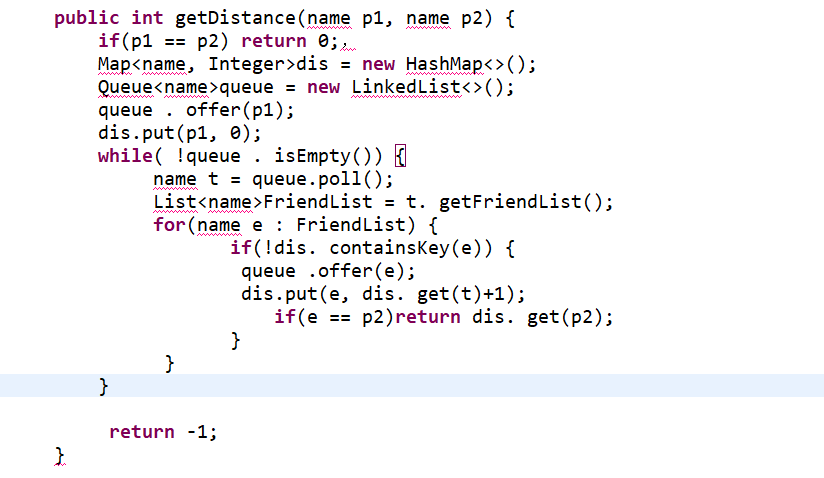 public int getDistance(name p1, name p2) {
if(p1 == p2) return 0;,
Map<name, Integer>dis = new HashMap<>();
Queue<name>queue = new LinkedList<>();
queue . offer(p1);
dis.put(p1, 0);
while( !queue . isEmpty()) {
name t = queue.poll();
List<name>FriendList = t. getFriendList();
for(name e : FriendList) {
if(!dis. containsKey(e)) {
queue .offer(e);
dis.put(e, dis. get(t)+1);
if(e == p2)return dis. get(p2);
}
}
}
return -1;
}